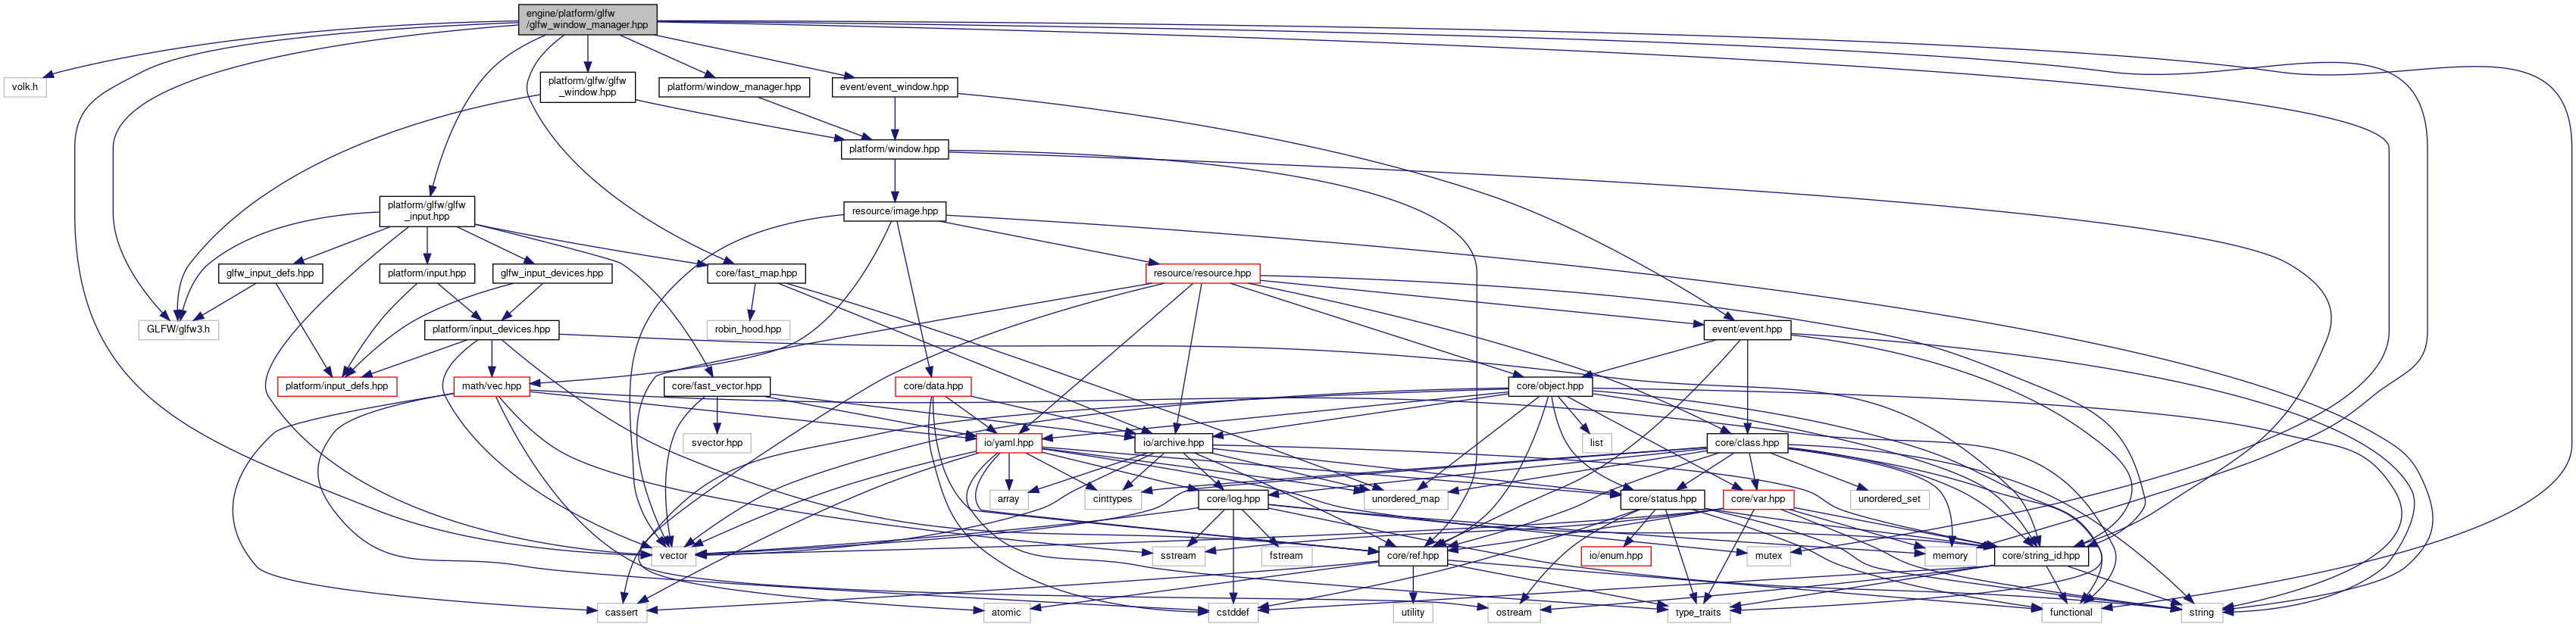 engine/platform/glfw
/glfw_window_manager.hpp
volk.h
platform/glfw/glfw
_window.hpp
platform/window_manager.hpp
event/event_window.hpp
platform/window.hpp
platform/glfw/glfw
_input.hpp
resource/image.hpp
glfw_input_defs.hpp
platform/input.hpp
glfw_input_devices.hpp
core/fast_map.hpp
resource/resource.hpp
GLFW/glfw3.h
platform/input_devices.hpp
robin_hood.hpp
event/event.hpp
platform/input_defs.hpp
math/vec.hpp
core/fast_vector.hpp
core/data.hpp
core/object.hpp
svector.hpp
io/yaml.hpp
io/archive.hpp
list
core/class.hpp
array
cinttypes
core/log.hpp
unordered_map
core/status.hpp
core/var.hpp
unordered_set
vector
sstream
fstream
core/ref.hpp
io/enum.hpp
mutex
memory
core/string_id.hpp
cassert
atomic
cstddef
utility
ostream
type_traits
functional
string